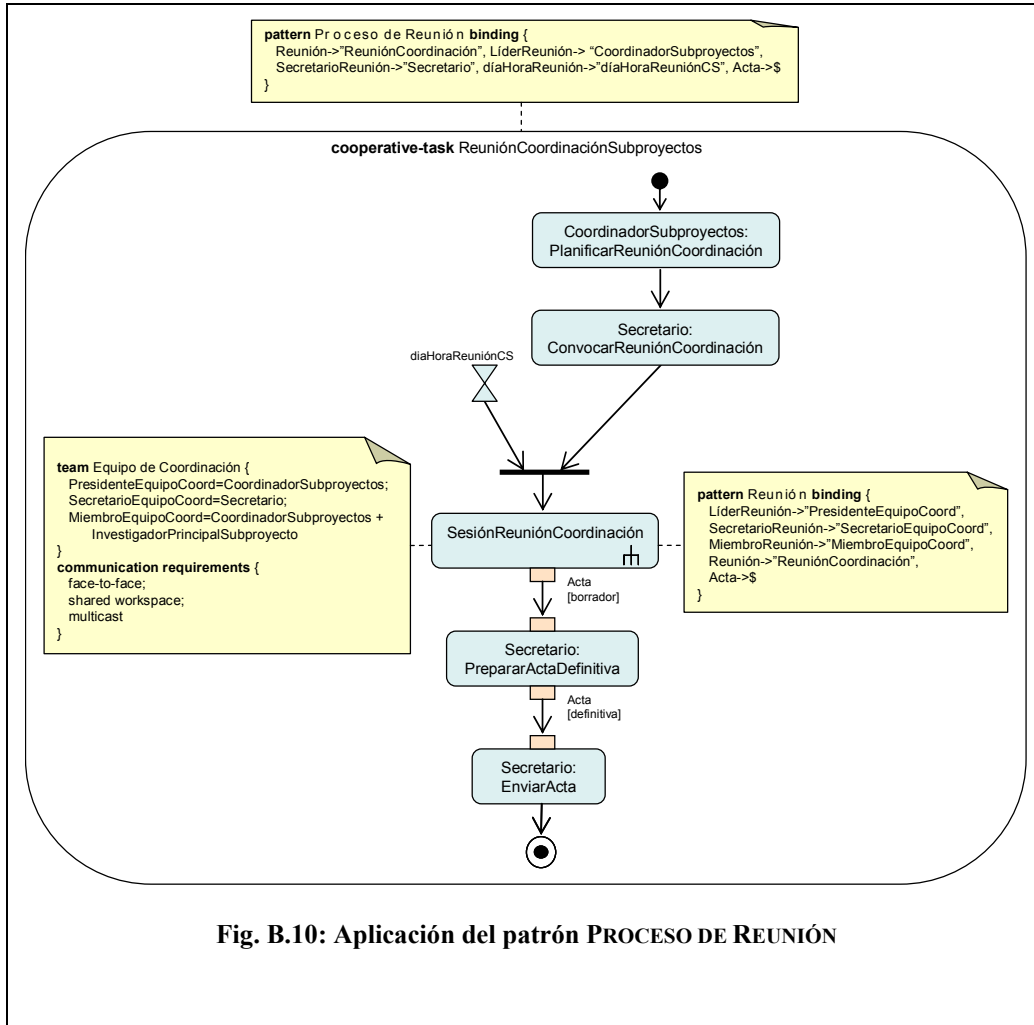 pattern Proceso de Reunión binding {
Reunión->"ReuniónCoordinación", LíderReunión-> "CoordinadorSubproyectos",
SecretarioReunión->"Secretario", díaHoraReunión->"díaHoraReuniónCS", Acta->$
}
cooperative-task ReuniónCoordinaciónSubproyectos
CoordinadorSubproyectos:
PlanificarReuniónCoordinación
Secretario:
ConvocarReuniónCoordinación
diaHoraReuniónCS
team Equipo de Coordinación {
PresidenteEquipoCoord=CoordinadorSubproyectos;
SecretarioEquipoCoord=Secretario;
MiembroEquipoCoord=CoordinadorSubproyectos +
InvestigadorPrincipalSubproyecto
}
communication requirements {
face-to-face;
shared workspace;
multicast
}
SesiónReuniónCoordinación
pattern Reunión binding {
LíderReunión->"PresidenteEquipoCoord",
SecretarioReunión->"SecretarioEquipoCoord",
MiembroReunión->"MiembroEquipoCoord",
Reunión->"ReuniónCoordinación",
Acta->$
}
Acta
[borrador]
Secretario:
PrepararActaDefinitiva
Acta
[definitiva]
Secretario:
EnviarActa
Fig. B.10: Aplicación del patrón PROCESO DE REUNIÓN